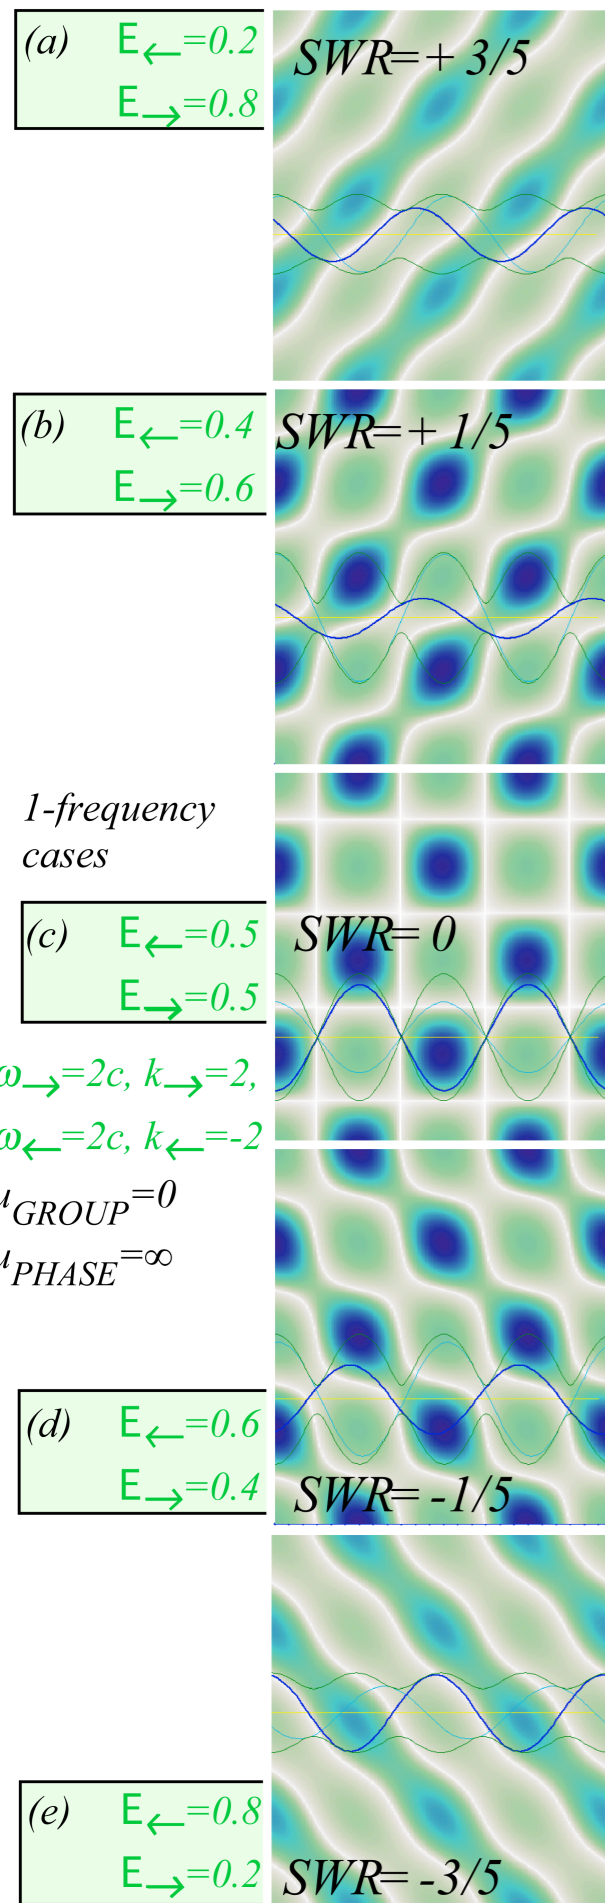 (a) E←=0.2
E→=0.8
SWR=+ 3/5
(b) E←=0.4
E→=0.6
SWR=+ 1/5
1-frequency
cases
(c) E←=0.5
E→=0.5
SWR= 0
ω→=2c, k→=2,
ω←=2c, k←=-2
u GROUP=0
u PHASE=∞
(d) E←=0.6
E→=0.4
SWR= -1/5
(e) E←=0.8
E→=0.2
SWR= -3/5